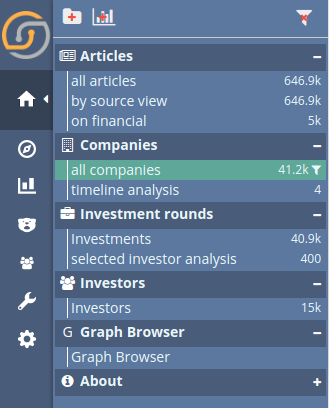 Articles
all articles 646.9k
by source view 646.9k
on financial 5k
Companies
all companies 41.2k
timeline analysis 4
Investment rounds
Investments 40.9k
selected investor analysis 400
Investors
Investors 15k
G Graph Browser
Graph Browser
About